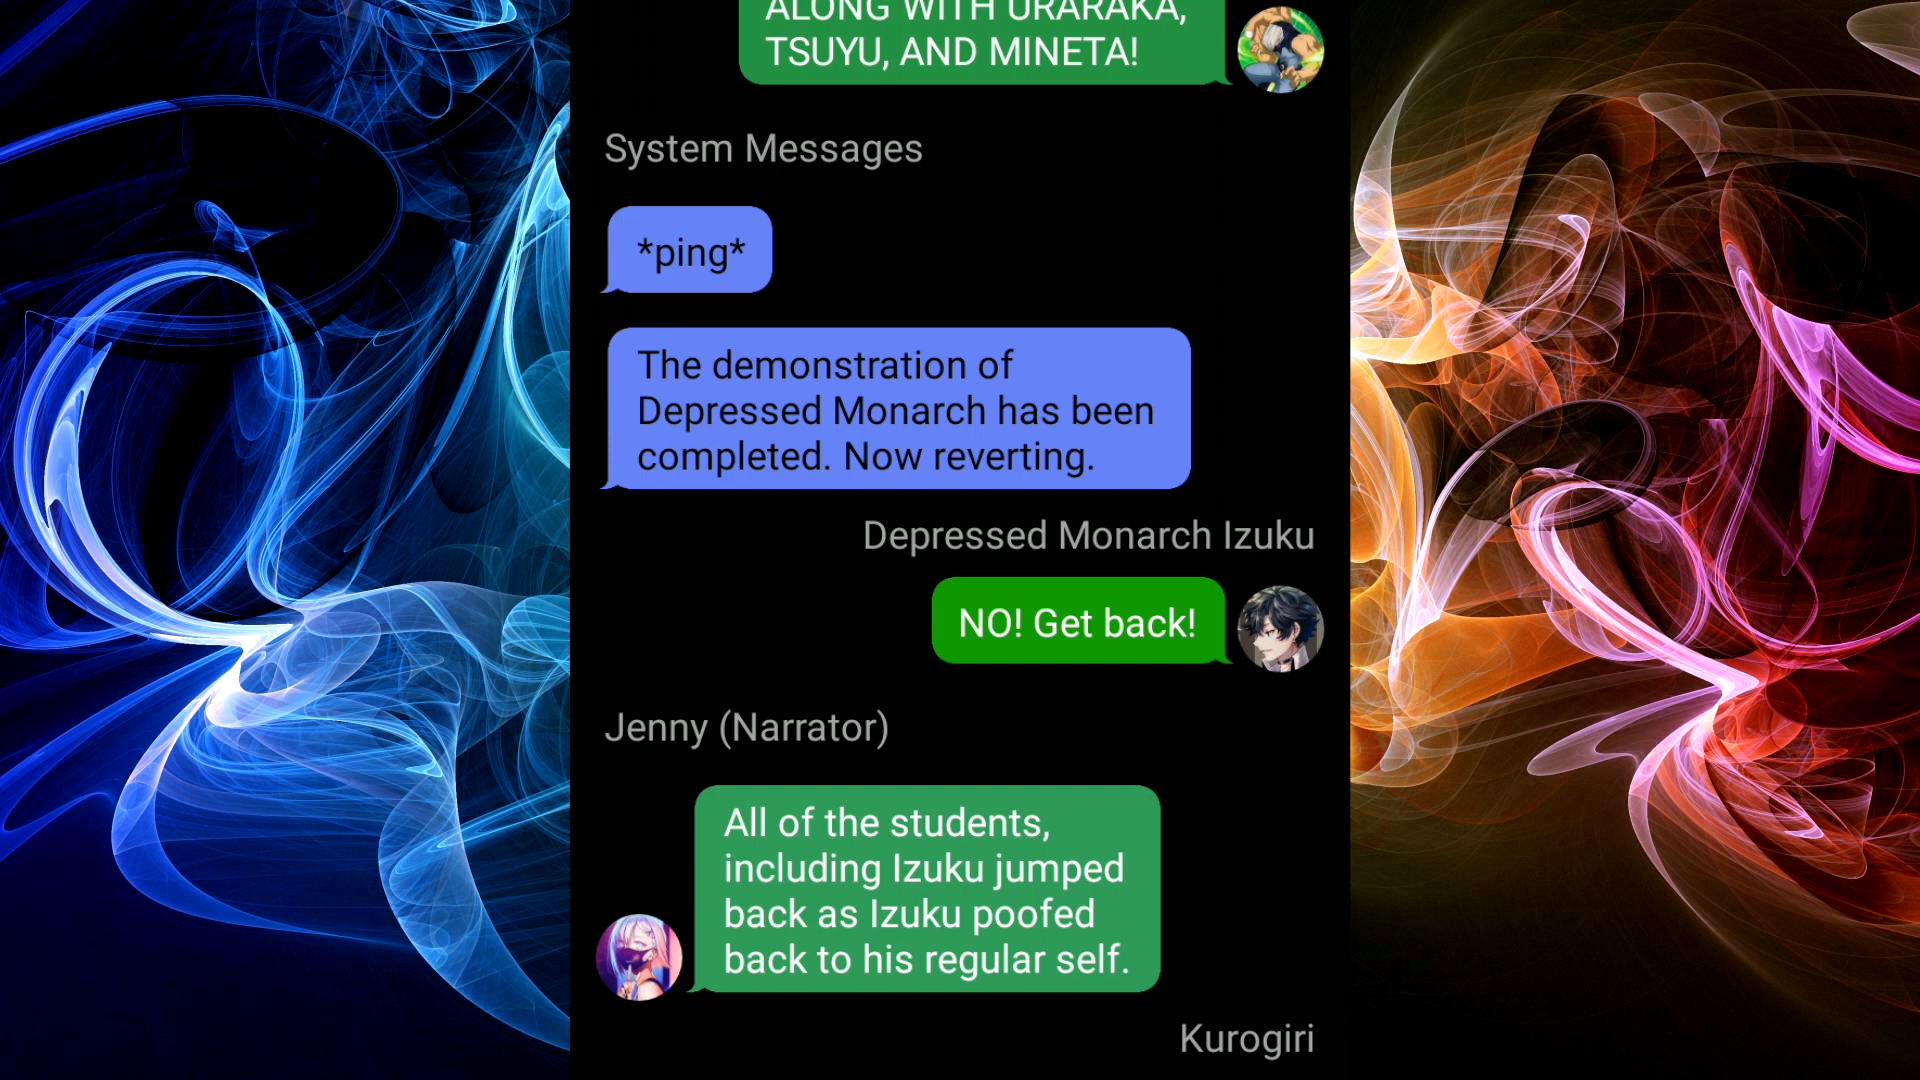 ALONG WITH URARAKA,
TSUYU, AND MINETA!
System Messages
*ping*
The demonstration of
Depressed Monarch has been
completed. Now reverting.
Depressed Monarch Izuku
NO! Get back!
Jenny (Narrator)
All of the students,
including Izuku jumped
back as Izuku poofed
back to his regular self.
Kurogiri